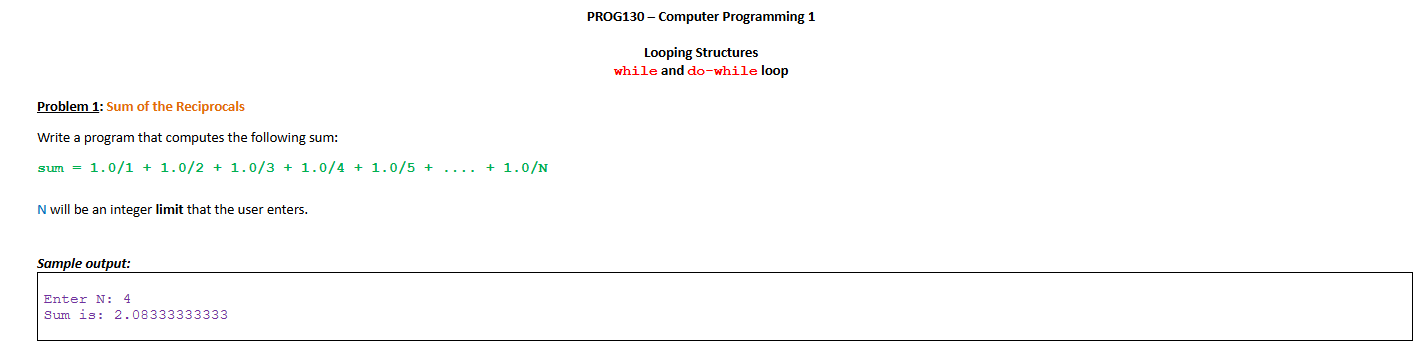 PROG130 – Computer Programming 1
Looping Structures
while and do-while loop
Problem 1: Sum of the Reciprocals
Write a program that computes the following sum:
sum = 1.0/1 + 1.0/2 + 1.0/3 + 1.0/4 + 1.0/5 + .... + 1.0/N
N will be an integer limit that the user enters.
Sample output:
Enter N: 4
Sum is: 2.08333333333